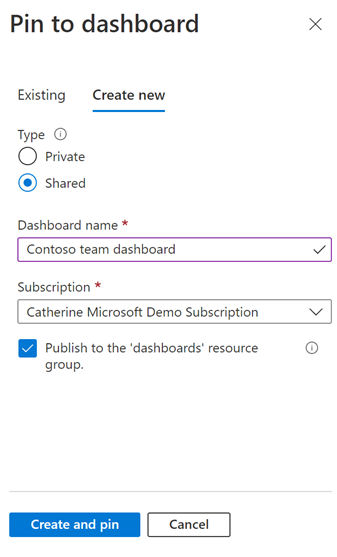 Pin to dashboard
Existing Create new
Type
Private
Shared
Dashboard name *
Contoso team dashboard
Subscription *
Catherine Microsoft Demo Subscription
Publish to the 'dashboards' resource
group.
Create and pin Cancel